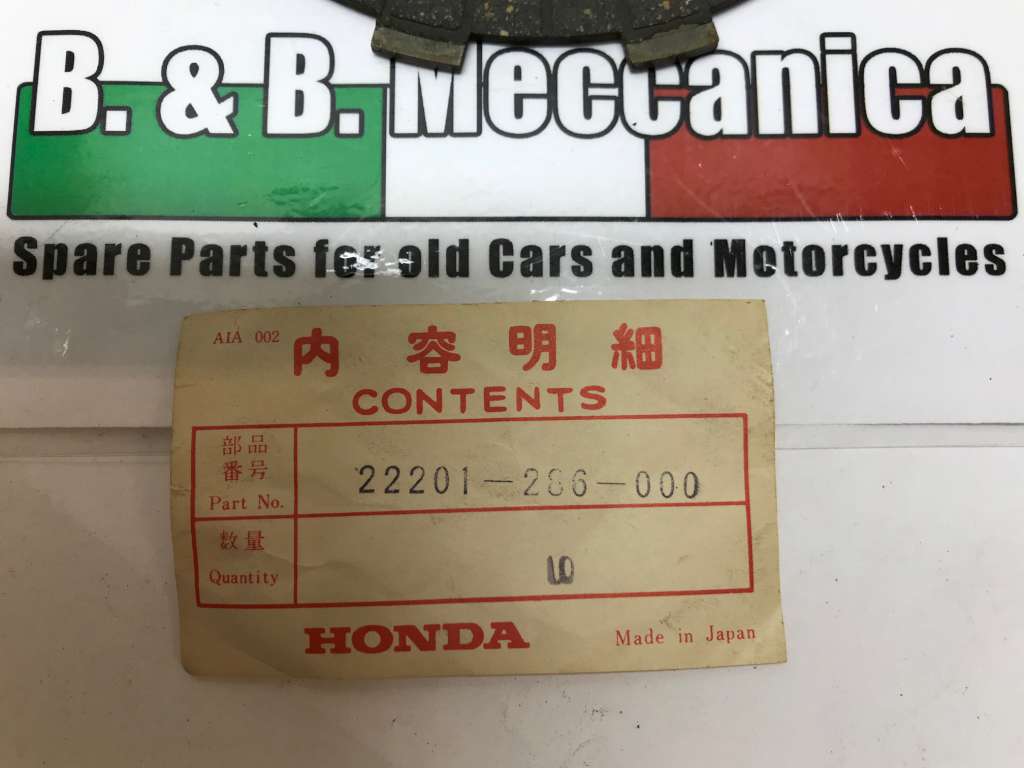 B. & B. Meccanica
Spare Parts for old Cars and Motorcycles
AIA 002
内容明細
CONTENTS
部品
番号
Part No.
22201-286-000
数量
Quantity
HONDA
Made in Japan